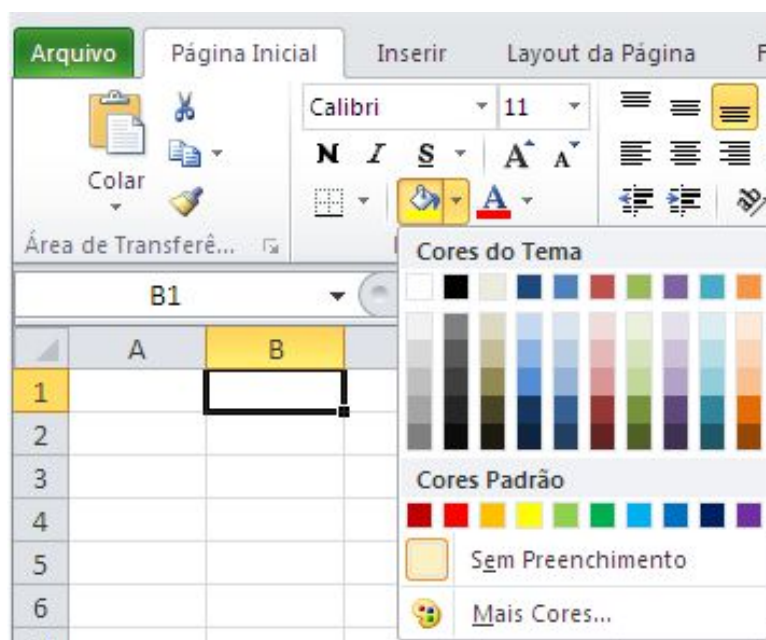 Arquivo Página Inicial Inserir Layout da Página F
Calibri 11
N I S A A
Colar
A
Área de Transferê...
Cores do Tema
B1
A B
1
2
3
Cores Padrão
4
5
Sem Preenchimento
6
Mais Cores...